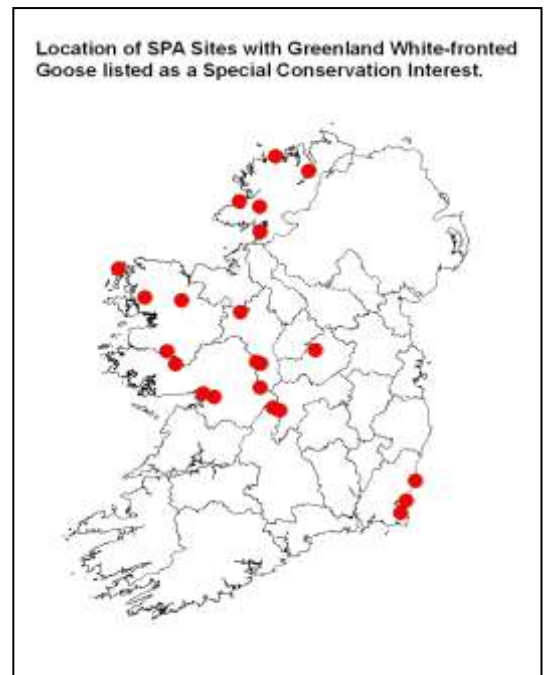 Location of SPA Sites with Greenland White-fronted
Goose listed as a Special Conservation Interest.